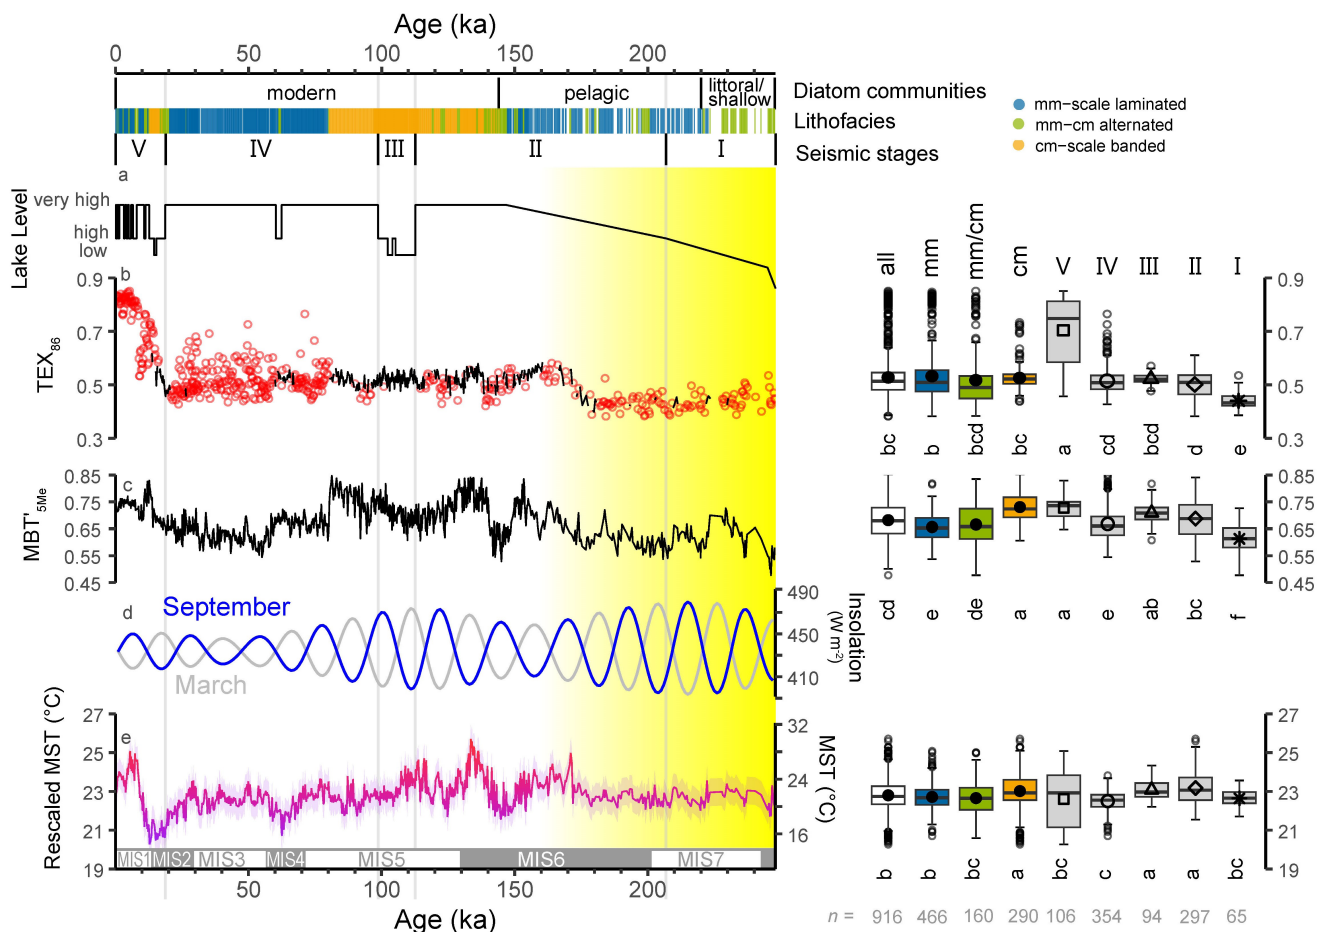 Age (ka)
0 50 100 150 200
modern pelagic littoral/
shallow
Diatom communities
Lithofacies
Seismic stages
mm−scale laminated
mm−cm alternated
cm−scale banded
V IV III II I
a
Lake Level
very high
high
low
b
TEX86
0.9
0.7
0.5
0.3
c
MBT'5Me
0.85
0.75
0.65
0.55
0.45
d
September
March
490
450
410
Insolation
(W m−2)
e
Rescaled MST (°C)
27
25
23
21
19
32
24
16
MST (°C)
MIS1 MIS2 MIS3 MIS4 MIS5 MIS6 MIS7
50 100 150 200
Age (ka)
all mm mm/cm cm V IV III II I
0.9
0.7
0.5
0.3
bc b bcd bc a cd bcd d e
0.85
0.75
0.65
0.55
0.45
cd e de a a e ab bc f
27
25
23
21
19
b b bc a bc c a a bc
n = 916 466 160 290 106 354 94 297 65